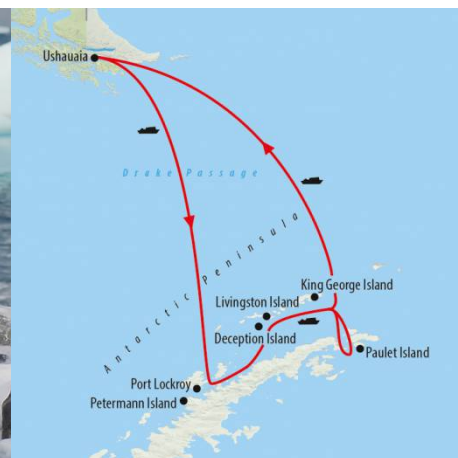 Ushauaia
Drake Passage
Antarctic Peninsula
King George Island
Livingston Island
Deception Island
Paulet Island
Port Lockroy
Petermann Island